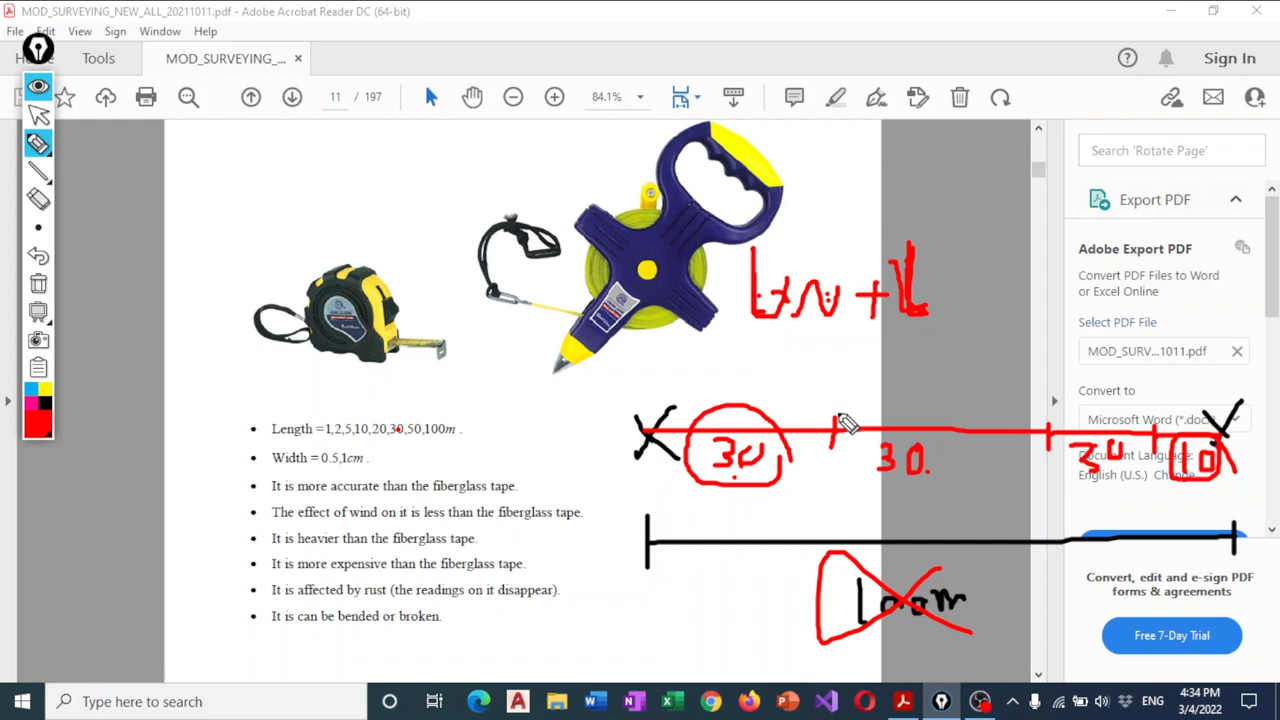 MOD_SURVEYING_NEW_ALL_20211011.pdf - Adobe Acrobat Reader DC (64-bit)
File Edit View Sign Window Help
Tools MOD_SURVEYING_... × Sign In
11 / 197 84.1%
Search 'Rotate Page'
Export PDF
Adobe Export PDF
Convert PDF Files to Word
or Excel Online
Select PDF File
MOD_SURV...1011.pdf
Convert to
Microsoft Word (*.doc
Document Language:
English (U.S.) Change
Convert, edit and e-sign PDF
forms & agreements
Free 7-Day Trial
L×N+l
30 30. 30 10
100m
• Length =1,2,5,10,20,30,50,100m .
• Width = 0.5,1cm .
• It is more accurate than the fiberglass tape.
• The effect of wind on it is less than the fiberglass tape.
• It is heavier than the fiberglass tape.
• It is more expensive than the fiberglass tape.
• It is affected by rust (the readings on it disappear).
• It is can be bended or broken.
Type here to search
ENG
4:34 PM
3/4/2022